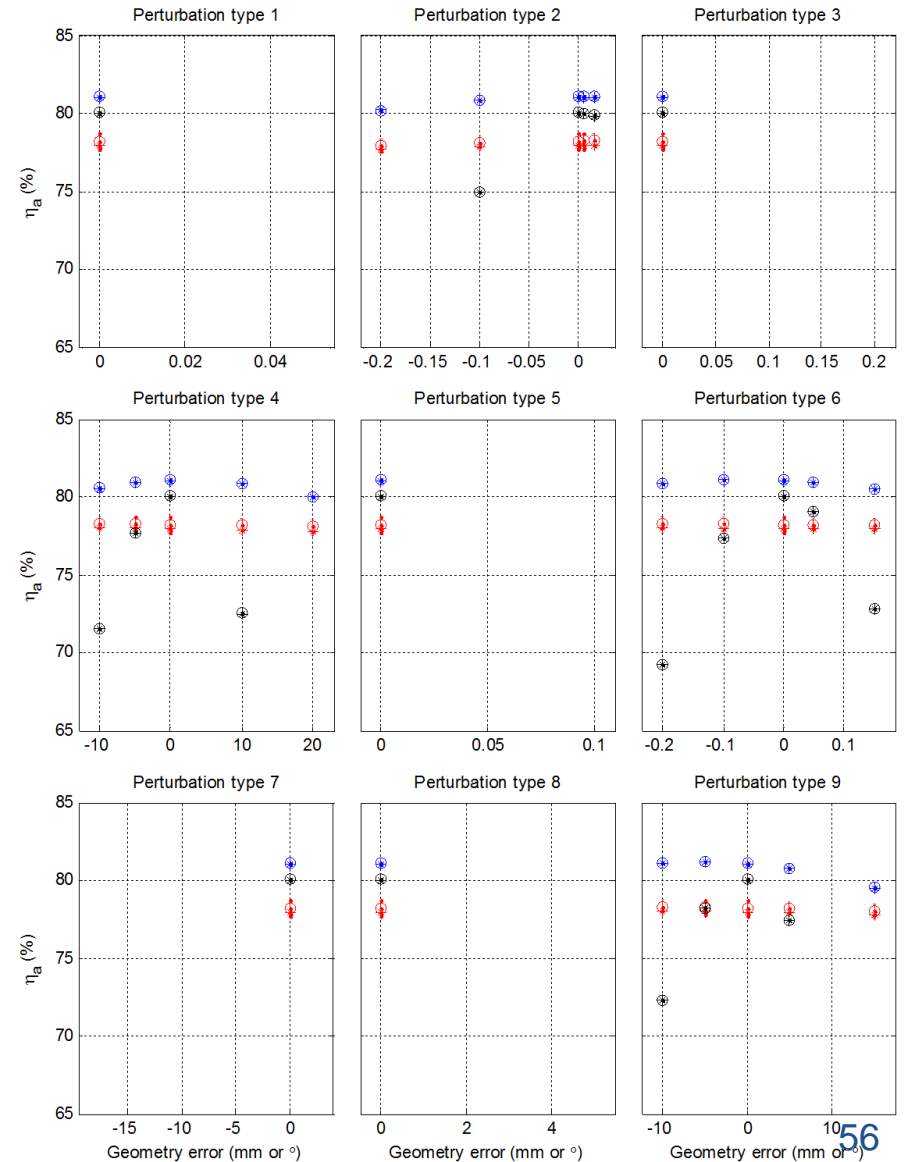 Perturbation type 1
Perturbation type 2
Perturbation type 3
85
80
75
70
65
ηa (%)
0 0.02 0.04
-0.2 -0.15 -0.1 -0.05 0
0 0.05 0.1 0.15 0.2
Perturbation type 4
Perturbation type 5
Perturbation type 6
85
80
75
70
65
ηa (%)
-10 0 10 20
0 0.05 0.1
-0.2 -0.1 0 0.1
Perturbation type 7
Perturbation type 8
Perturbation type 9
85
80
75
70
65
ηa (%)
-15 -10 -5 0
0 2 4
-10 0 10
Geometry error (mm or °)
Geometry error (mm or °)
Geometry error (mm or °)
56